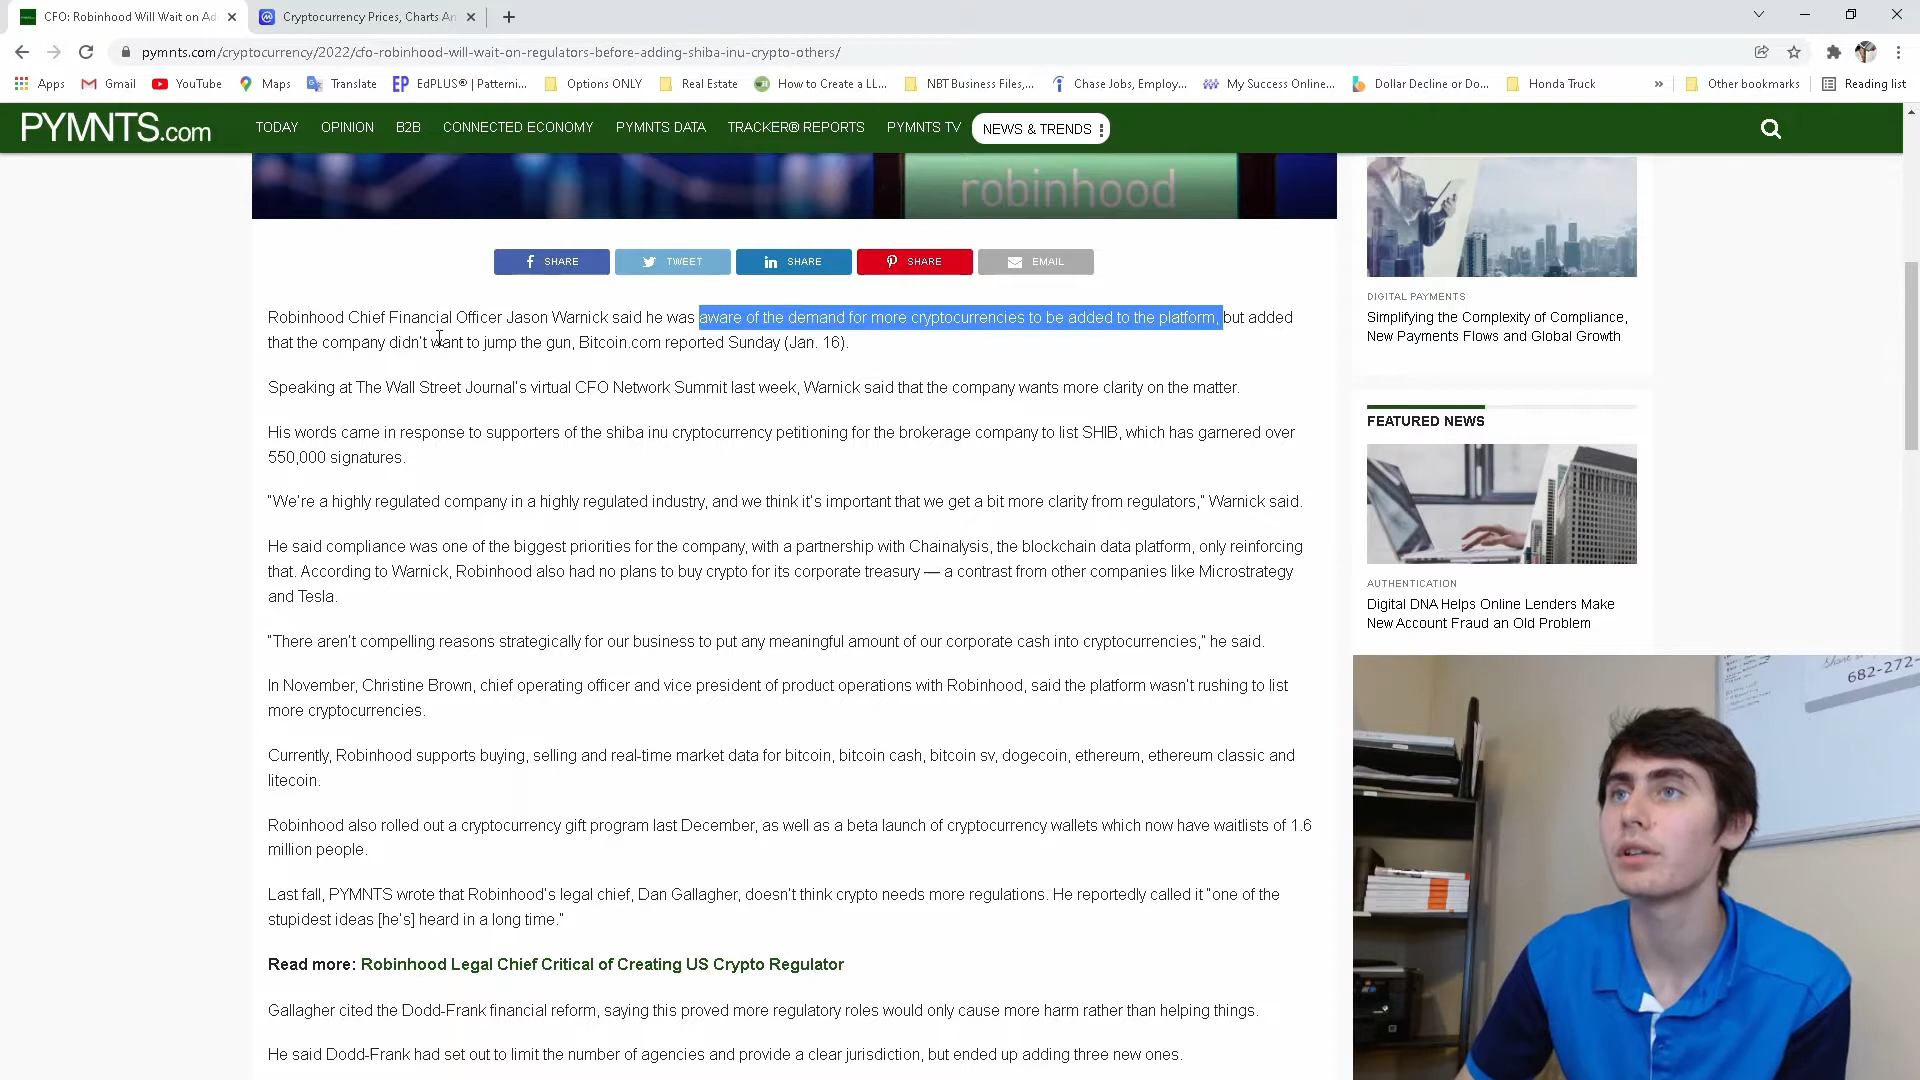 CFO: Robinhood Will Wait on Ad
Cryptocurrency Prices, Charts An
pymnts.com/cryptocurrency/2022/cfo-robinhood-will-wait-on-regulators-before-adding-shiba-inu-crypto-others/
Apps Gmail YouTube Maps Translate EdPLUS® | Patterni... Options ONLY Real Estate How to Create a LL... NBT Business Files,... Chase Jobs, Employ... My Success Online... Dollar Decline or Do... Honda Truck » Other bookmarks Reading list
PYMNTS.com TODAY OPINION B2B CONNECTED ECONOMY PYMNTS DATA TRACKER® REPORTS PYMNTS TV NEWS & TRENDS
robinhood
SHARE TWEET SHARE SHARE EMAIL
Robinhood Chief Financial Officer Jason Warnick said he was aware of the demand for more cryptocurrencies to be added to the platform, but added
that the company didn't want to jump the gun, Bitcoin.com reported Sunday (Jan. 16).
Speaking at The Wall Street Journal's virtual CFO Network Summit last week, Warnick said that the company wants more clarity on the matter.
His words came in response to supporters of the shiba inu cryptocurrency petitioning for the brokerage company to list SHIB, which has garnered over
550,000 signatures.
"We're a highly regulated company in a highly regulated industry, and we think it's important that we get a bit more clarity from regulators," Warnick said.
He said compliance was one of the biggest priorities for the company, with a partnership with Chainalysis, the blockchain data platform, only reinforcing
that. According to Warnick, Robinhood also had no plans to buy crypto for its corporate treasury — a contrast from other companies like Microstrategy
and Tesla.
"There aren't compelling reasons strategically for our business to put any meaningful amount of our corporate cash into cryptocurrencies," he said.
In November, Christine Brown, chief operating officer and vice president of product operations with Robinhood, said the platform wasn't rushing to list
more cryptocurrencies.
Currently, Robinhood supports buying, selling and real-time market data for bitcoin, bitcoin cash, bitcoin sv, dogecoin, ethereum, ethereum classic and
litecoin.
Robinhood also rolled out a cryptocurrency gift program last December, as well as a beta launch of cryptocurrency wallets which now have waitlists of 1.6
million people.
Last fall, PYMNTS wrote that Robinhood's legal chief, Dan Gallagher, doesn't think crypto needs more regulations. He reportedly called it "one of the
stupidest ideas [he's] heard in a long time."
Read more: Robinhood Legal Chief Critical of Creating US Crypto Regulator
Gallagher cited the Dodd-Frank financial reform, saying this proved more regulatory roles would only cause more harm rather than helping things.
He said Dodd-Frank had set out to limit the number of agencies and provide a clear jurisdiction, but ended up adding three new ones.
DIGITAL PAYMENTS
Simplifying the Complexity of Compliance,
New Payments Flows and Global Growth
FEATURED NEWS
AUTHENTICATION
Digital DNA Helps Online Lenders Make
New Account Fraud an Old Problem
682-272-